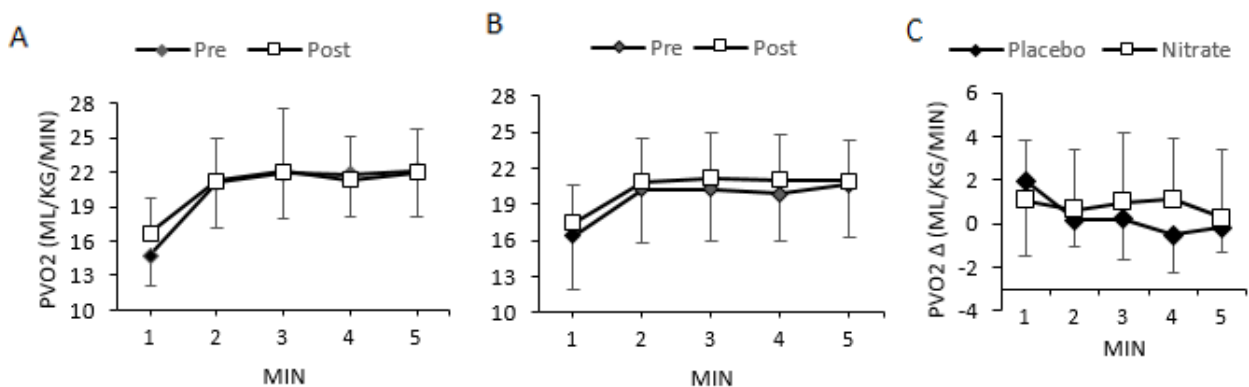 A
Pre Post
PVO2 (ML/KG/MIN)
28
25
22
19
16
13
10
1 2 3 4 5
MIN
B
Pre Post
28
25
22
19
16
13
10
1 2 3 4 5
MIN
C
Placebo Nitrate
PVO2 Δ (ML/KG/MIN)
6
4
2
0
-2
-4
1 2 3 4 5
MIN